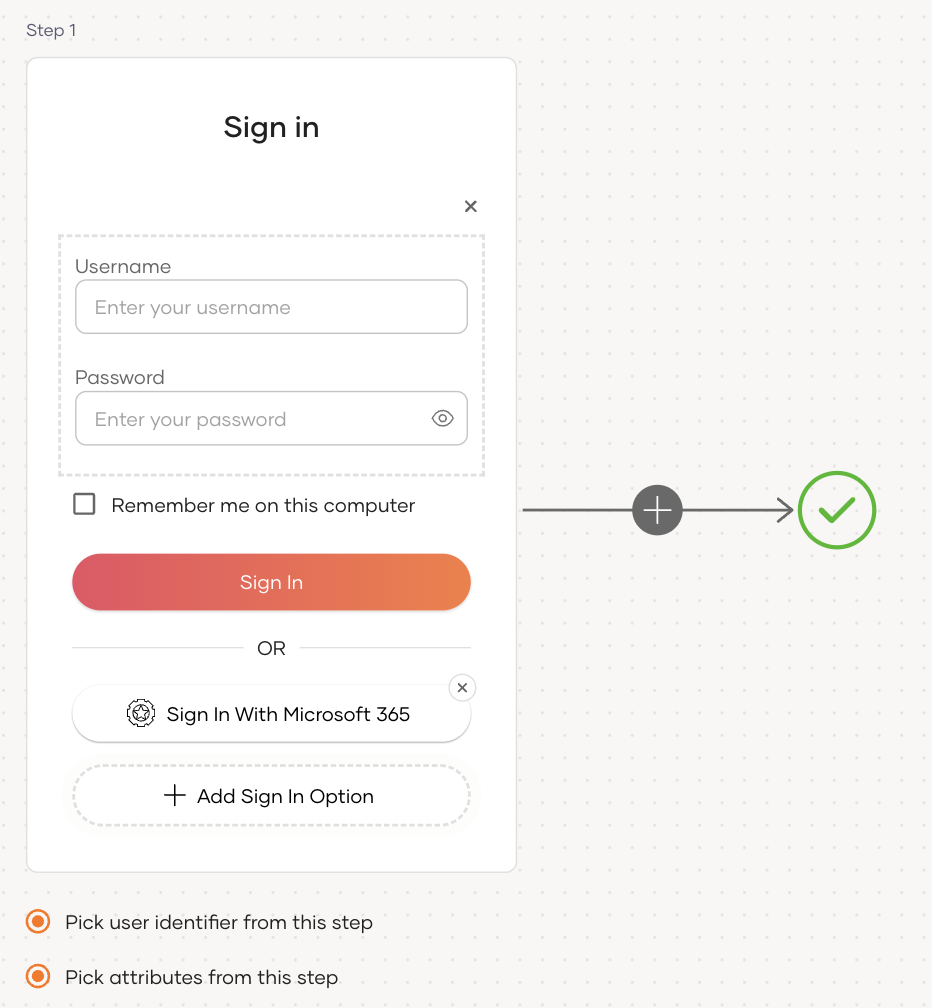 Step 1
Sign in
Username
Enter your username
Password
Enter your password
Remember me on this computer
Sign In
OR
Sign In With Microsoft 365
Add Sign In Option
Pick user identifier from this step
Pick attributes from this step